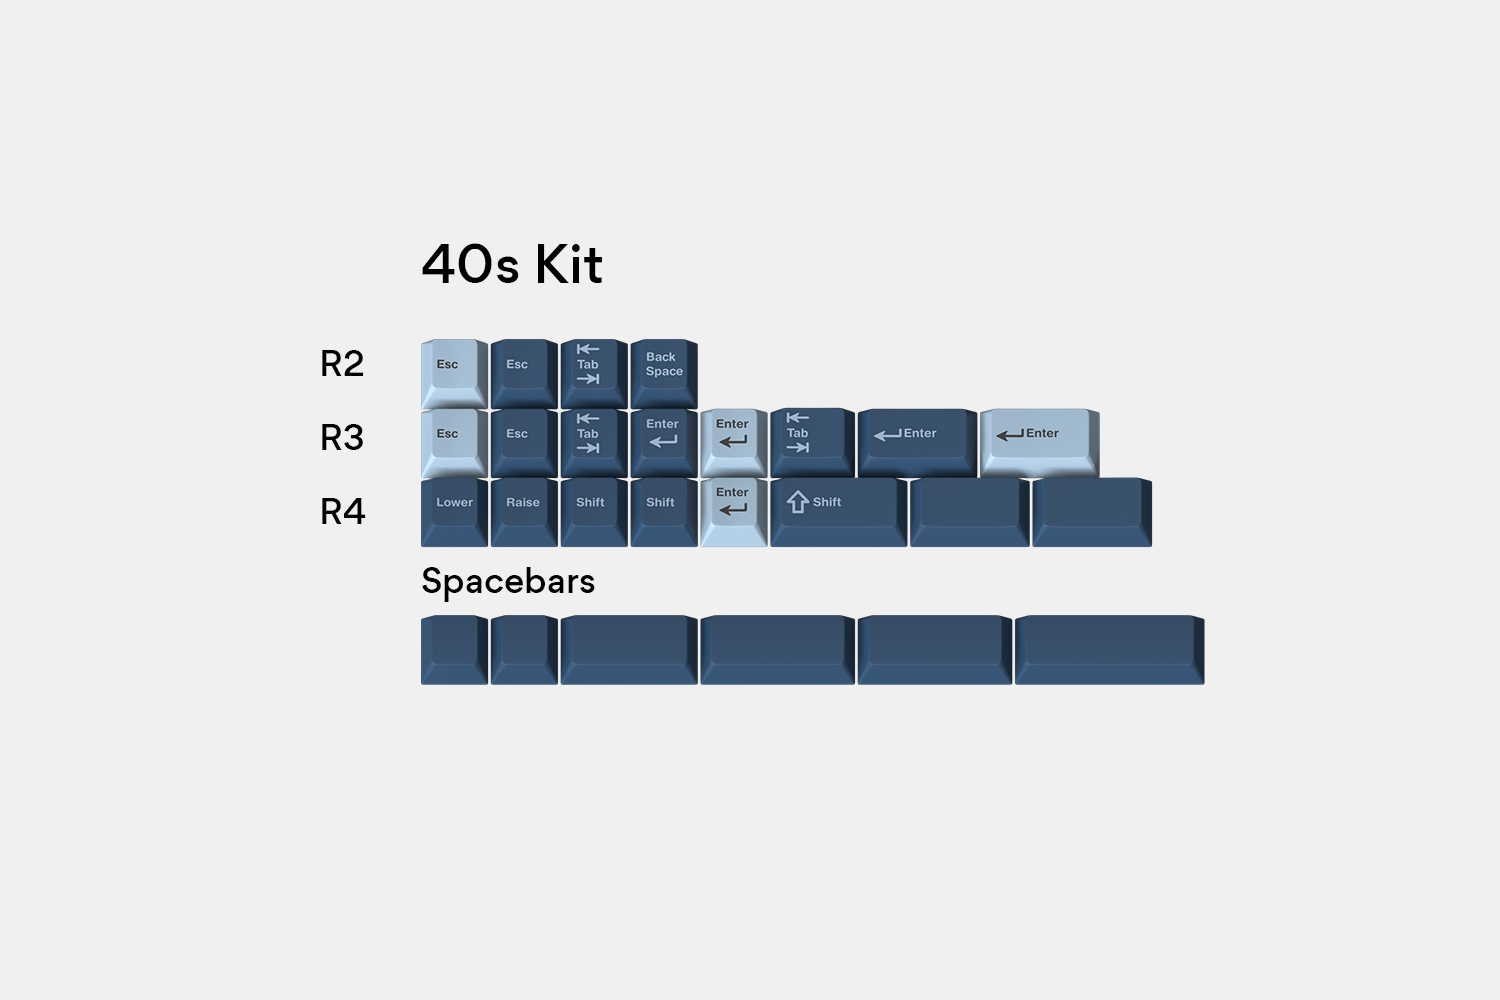 40s Kit
R2
Esc
Esc
Tab
Back
Space
R3
Esc
Esc
Tab
Enter
Enter
Tab
Enter
Enter
R4
Lower
Raise
Shift
Shift
Enter
Shift
Spacebars